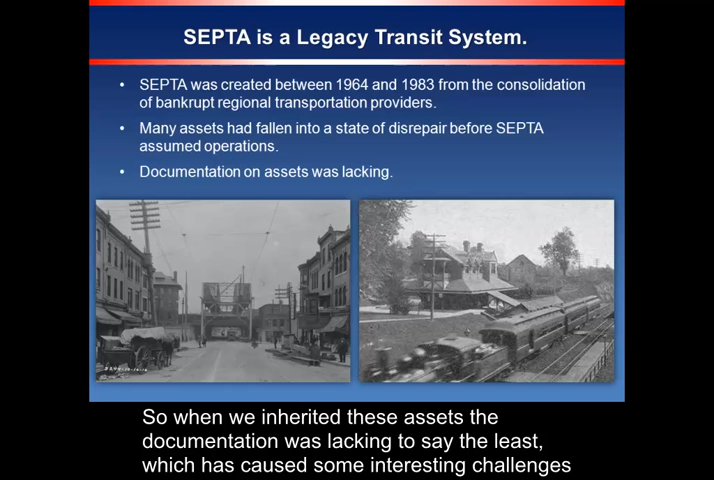 SEPTA is a Legacy Transit System.
• SEPTA was created between 1964 and 1983 from the consolidation
of bankrupt regional transportation providers.
• Many assets had fallen into a state of disrepair before SEPTA
assumed operations.
• Documentation on assets was lacking.
So when we inherited these assets the
documentation was lacking to say the least,
which has caused some interesting challenges